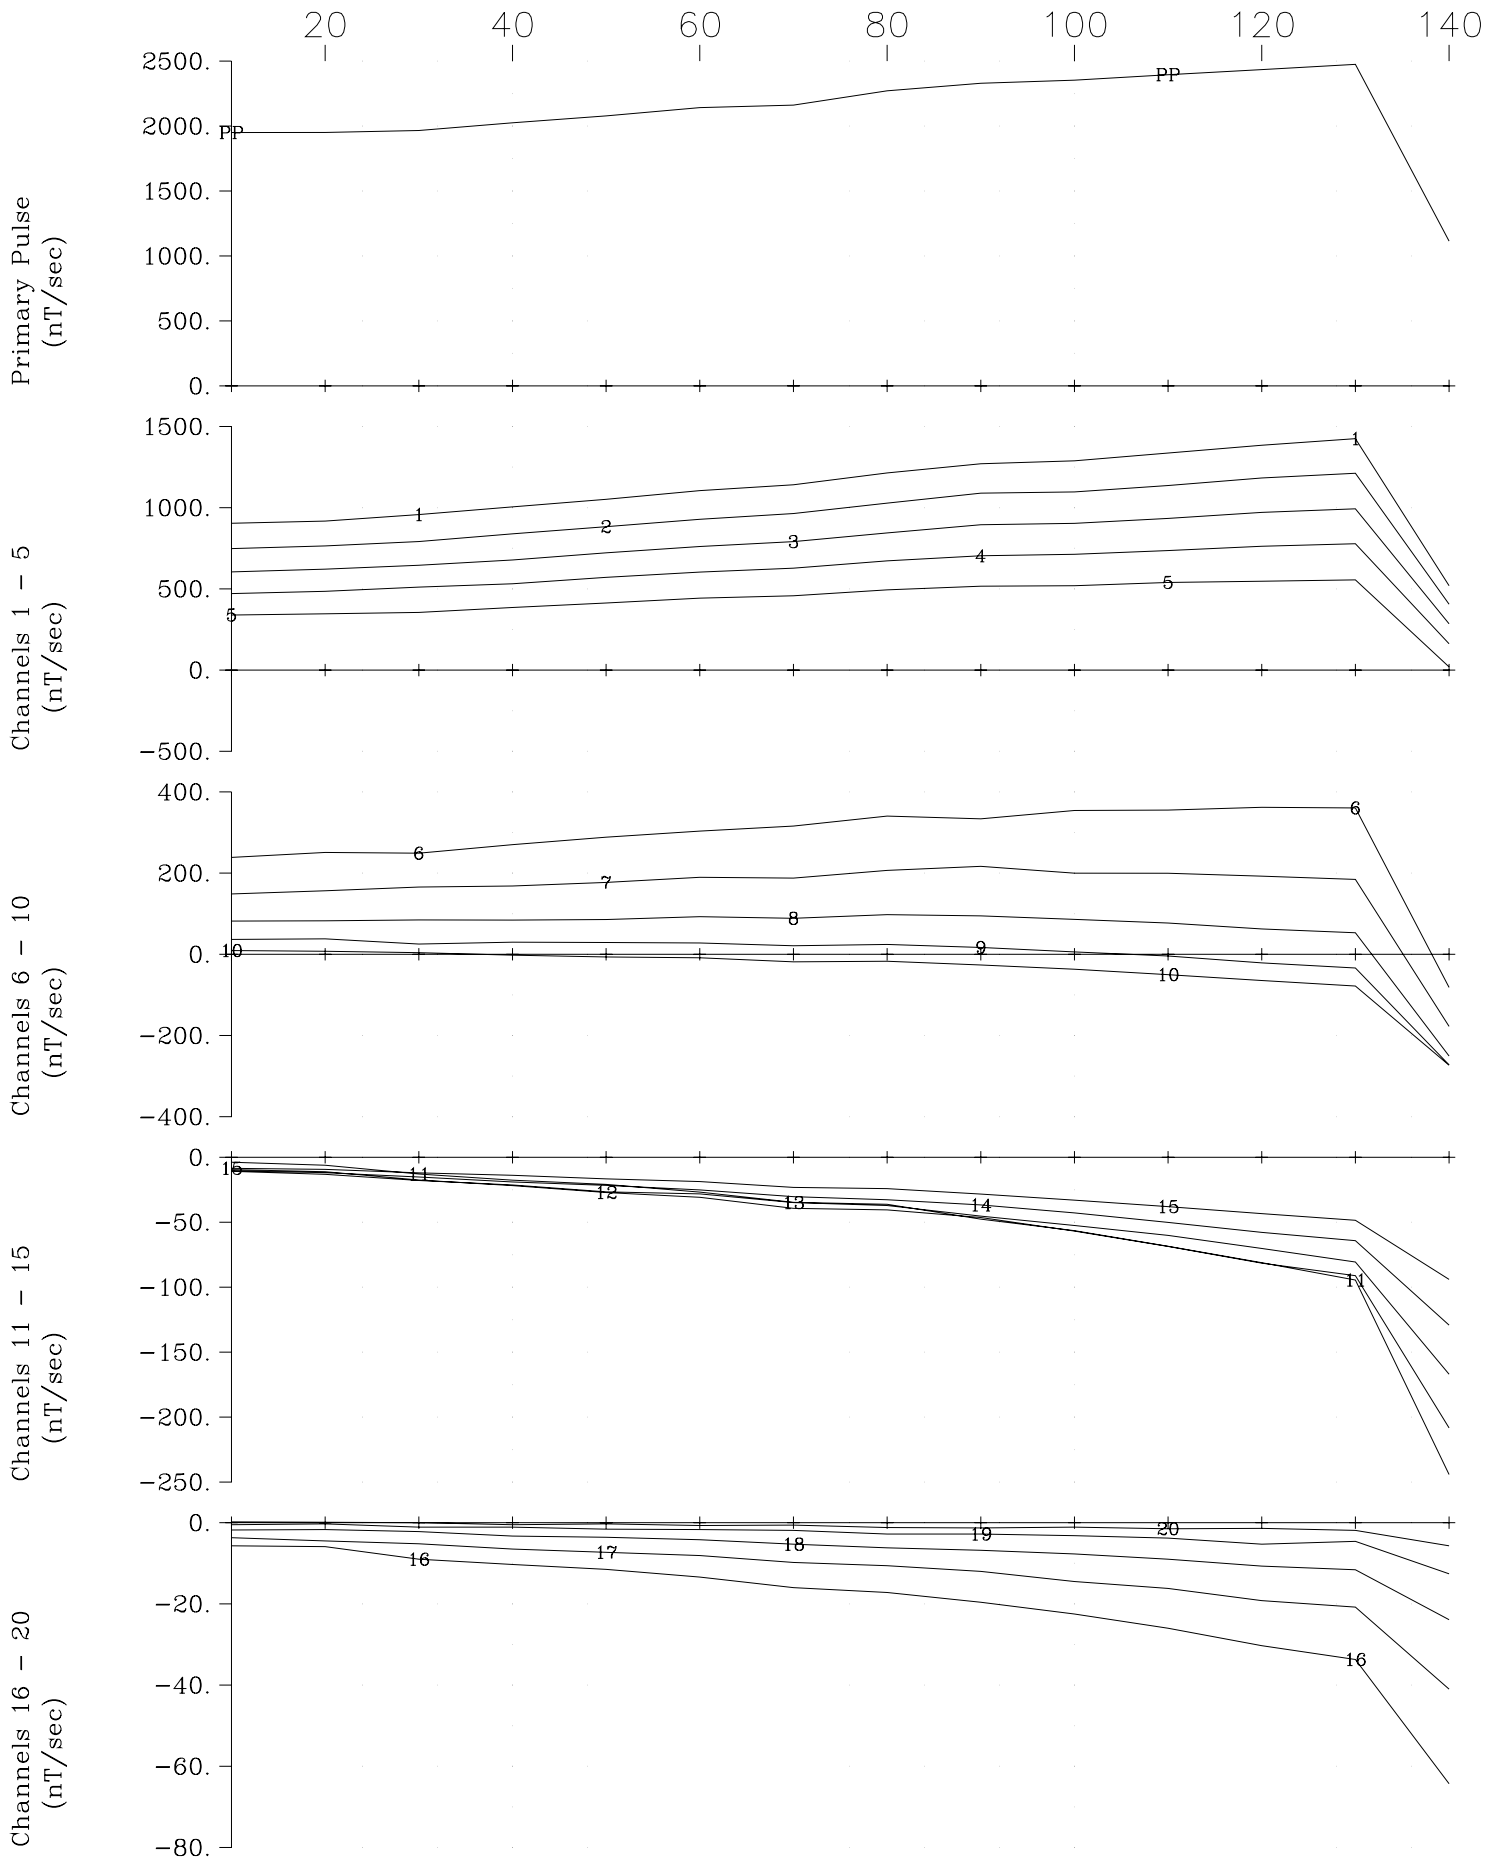 20 40 60 80 100 120 140
Primary Pulse
(nT/sec)
2500.
2000.
1500.
1000.
500.
0.
PP PP
Channels 1 - 5
(nT/sec)
1500.
1000.
500.
0.
-500.
1 1
2
3
4
5 5
Channels 6 - 10
(nT/sec)
400.
200.
0.
-200.
-400.
6 6
7
8
9
10 10
Channels 11 - 15
(nT/sec)
0.
-50.
-100.
-150.
-200.
-250.
15 11 12 13 14 15 11
Channels 16 - 20
(nT/sec)
0.
-20.
-40.
-60.
-80.
16 17 18 19 20 16